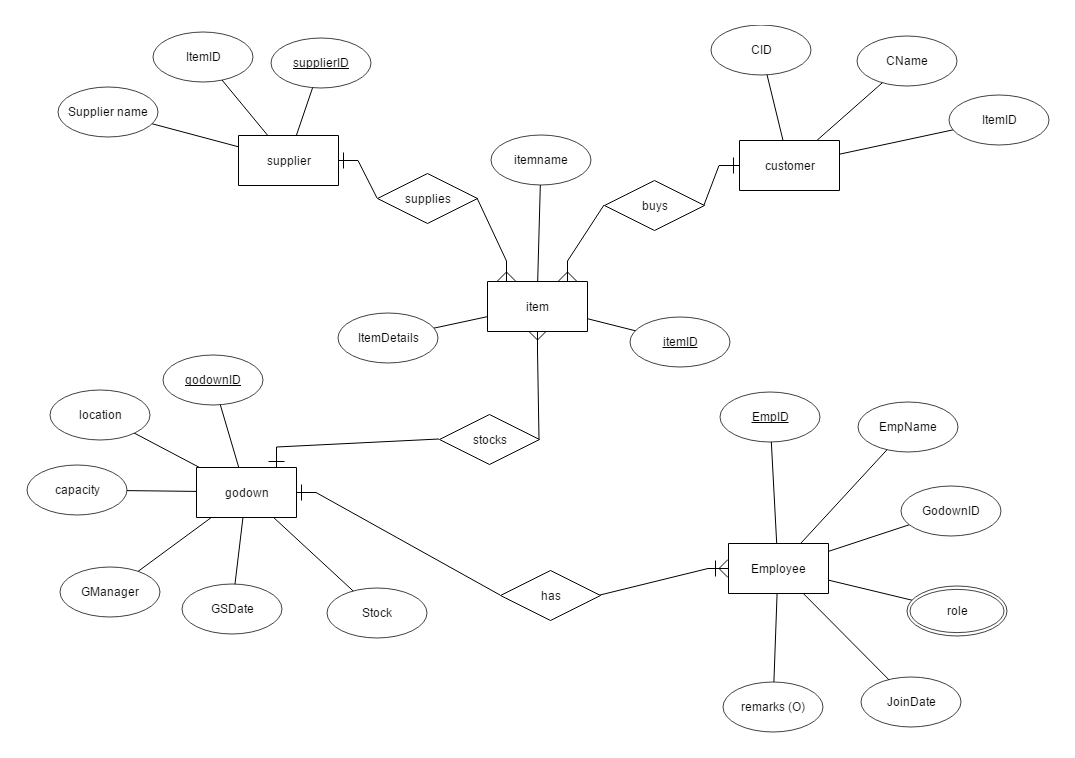 CID
ItemID
supplierID
CName
Supplier name
ItemID
supplier
itemname
customer
supplies
buys
item
ItemDetails
itemID
godownID
location
EmpID
EmpName
stocks
capacity
godown
GodownID
Employee
GManager
has
GSDate
Stock
role
remarks (O)
JoinDate